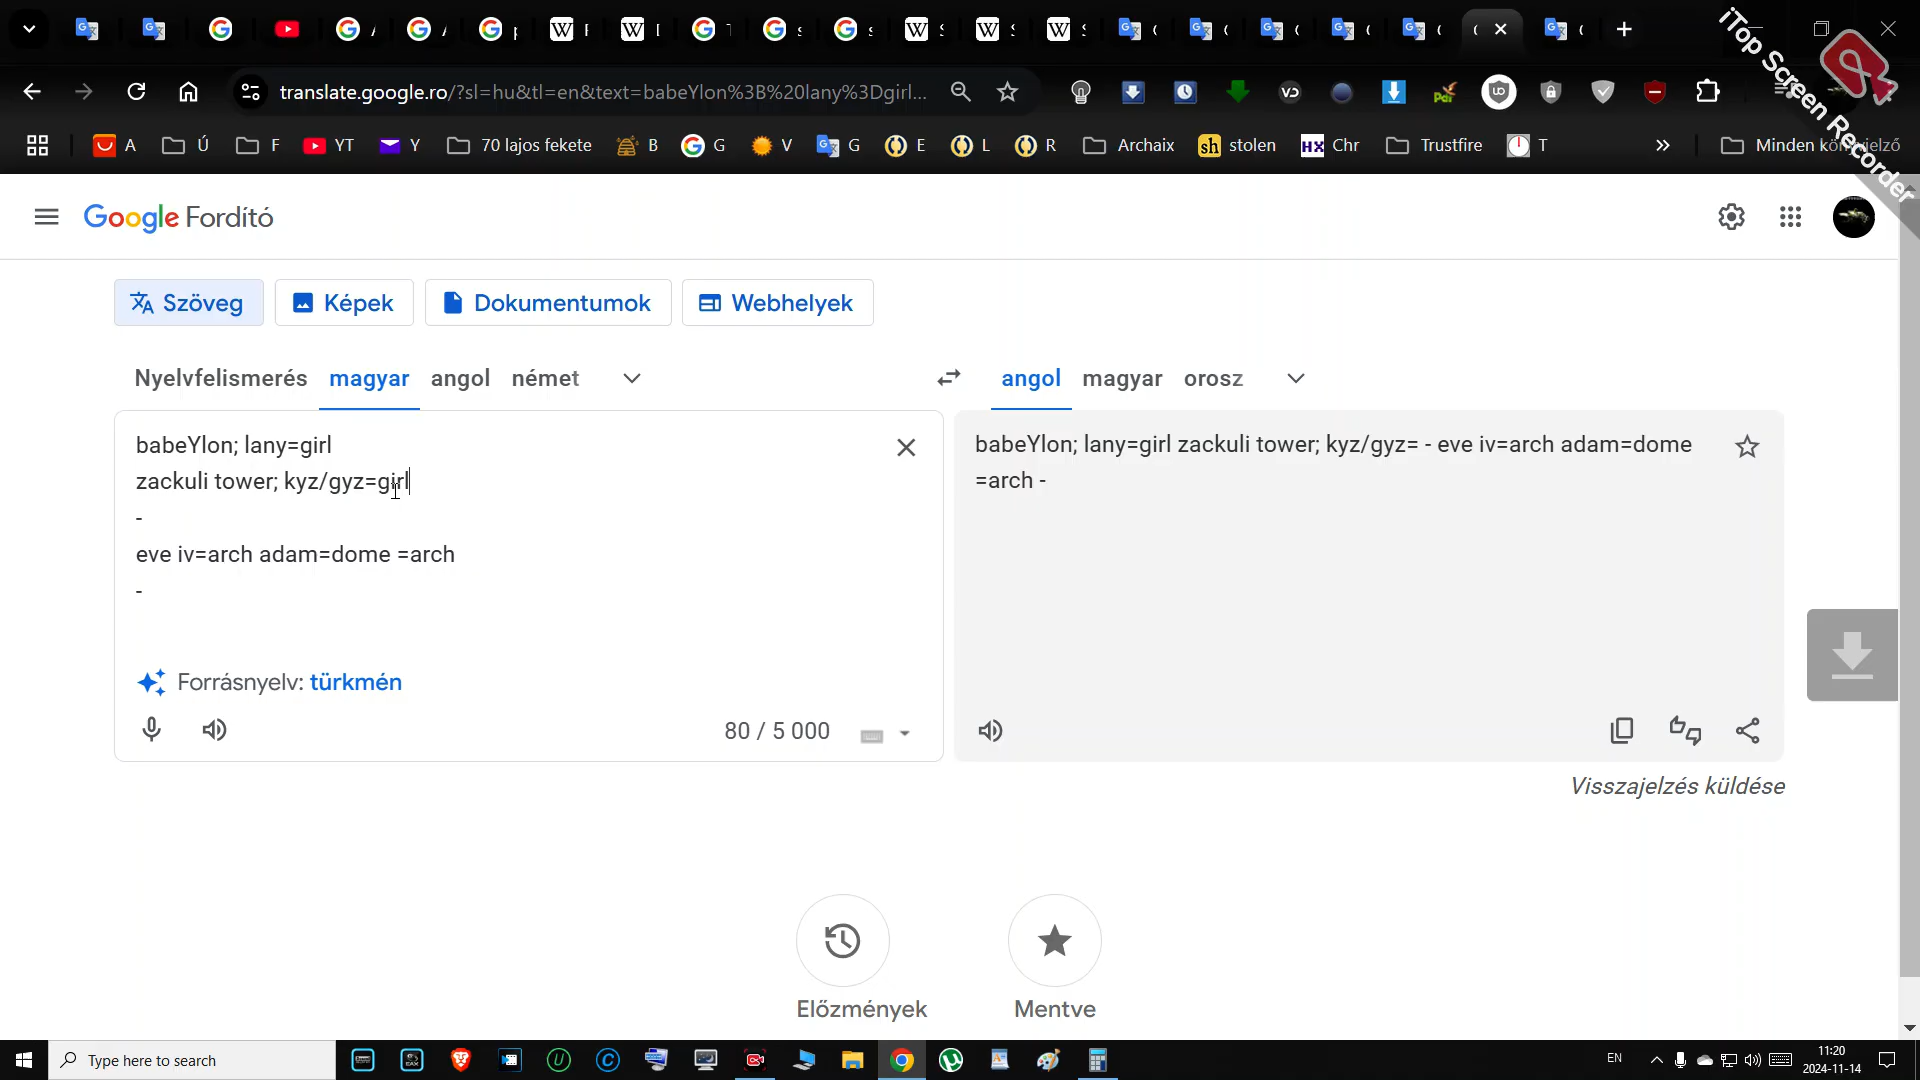 translate.google.ro/?sl=hu&tl=en&text=babeYlon%3B%20lany%3Dgirl...
A
Ú
F
YT
Y
70 lajos fekete
B
G
V
G
E
L
R
Archaix
stolen
Chr
Trustfire
T
»
Minden
iTop Screen Recorder
Google Fordító
Szöveg
Képek
Dokumentumok
Webhelyek
Nyelvfelismerés magyar angol német
angol magyar orosz
babeYlon; lany=girl
zackuli tower; kyz/gyz=girl
-
eve iv=arch adam=dome =arch
-
babeYlon; lany=girl zackuli tower; kyz/gyz= - eve iv=arch adam=dome
=arch -
Forrásnyelv: türkmén
80 / 5 000
Visszajelzés küldése
Előzmények
Mentve
Type here to search
EN
11:20
2024-11-14